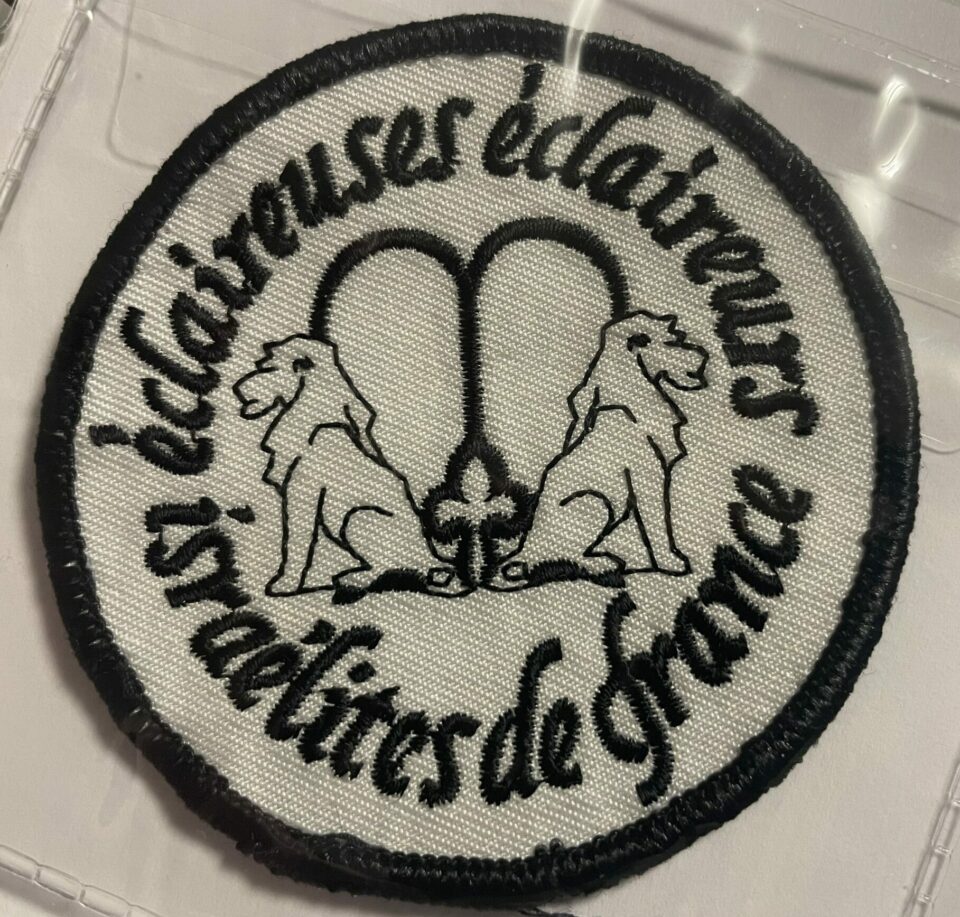 éclaireuses éclaireurs
israélites de france